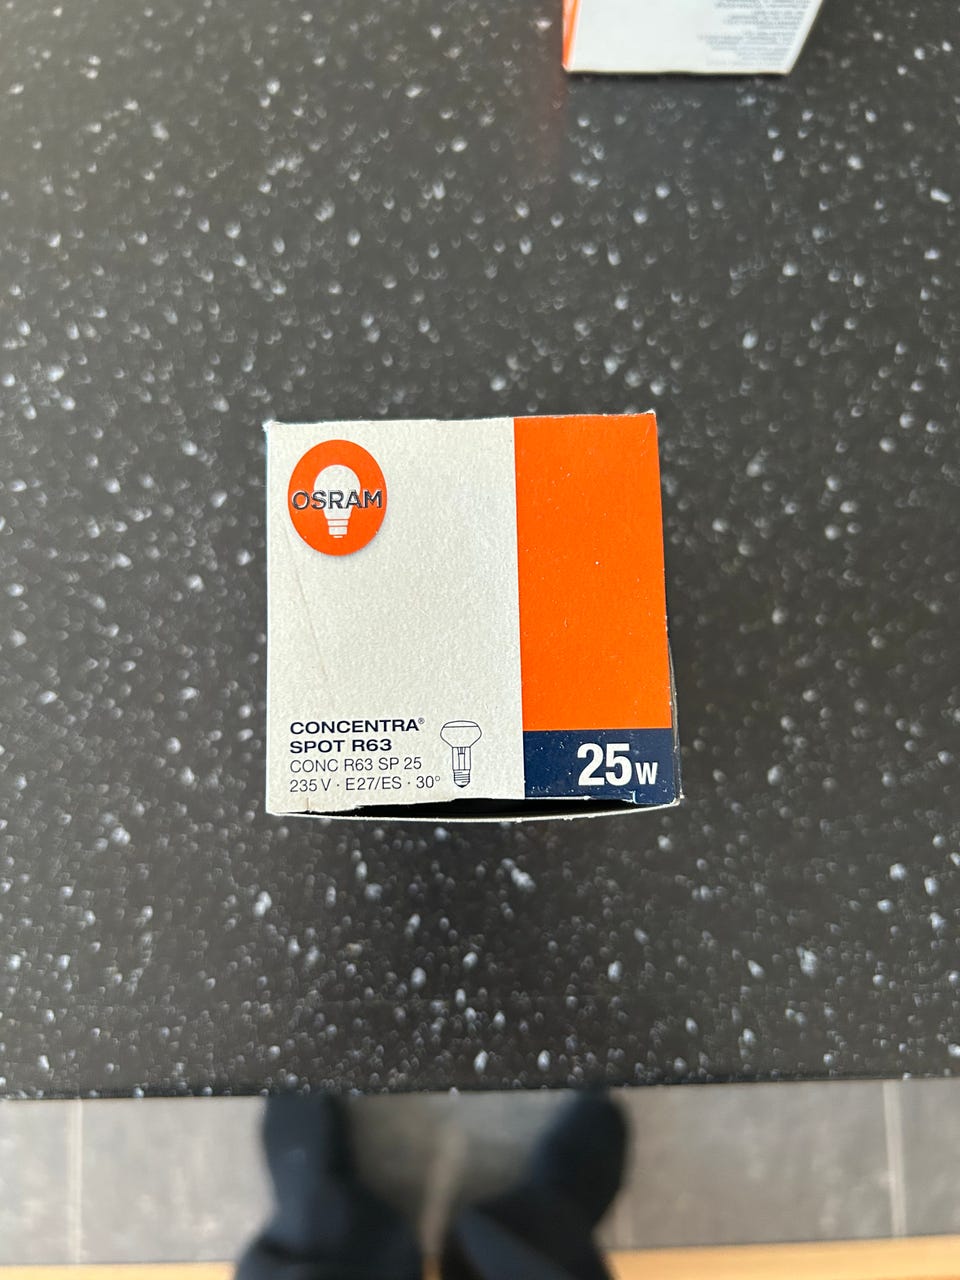 OSRAM
CONCENTRA®
SPOT R63
CONC R63 SP 25
235 V · E27/ES · 30°
25W